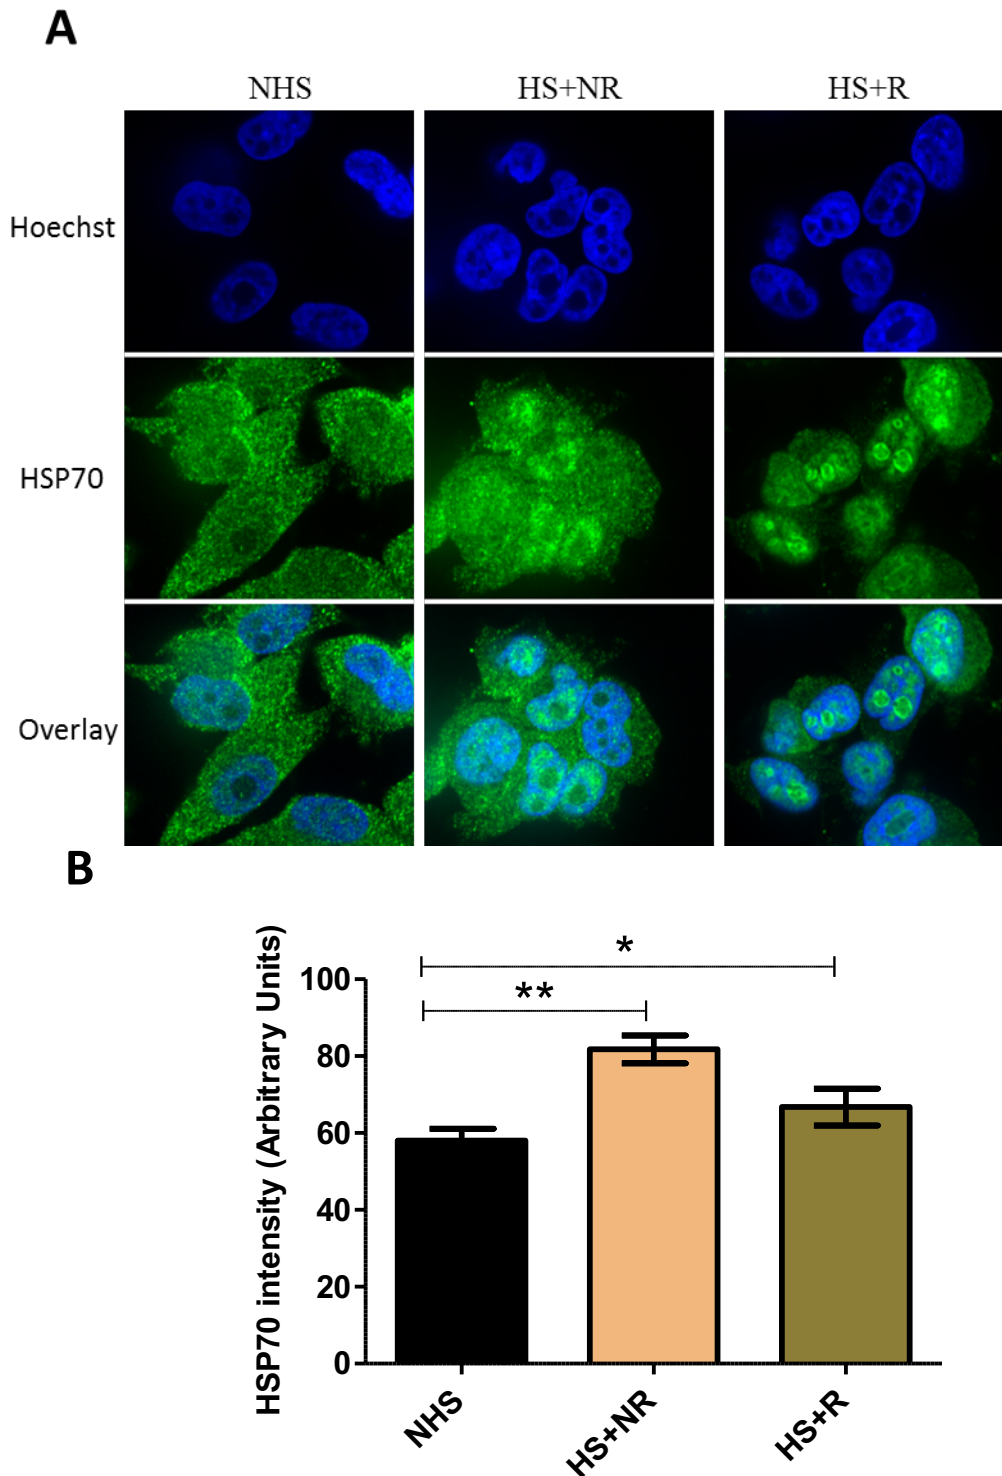 A
NHS HS+NR HS+R
Hoechst
HSP70
Overlay
B
HSP70 intensity (Arbitrary Units)
*
**
100
80
60
40
20
0
NHS HS+NR HS+R